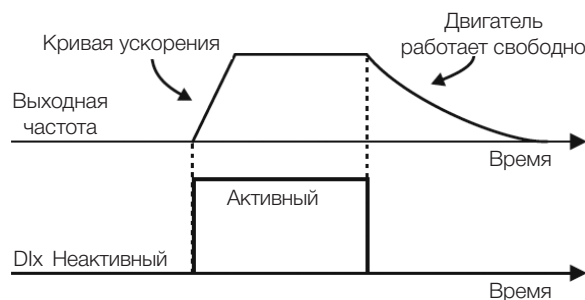 Двигатель
работает свободно
Кривая ускорения
Выходная
частота
Время
Активный
DIx Неактивный
Время